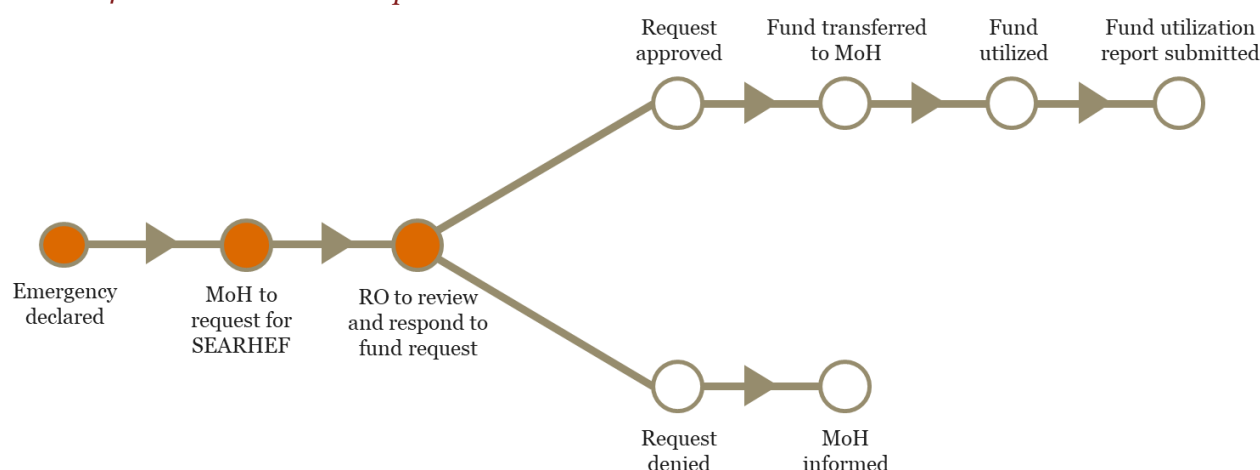 Request
approved
Fund transferred
to MoH
Fund
utilized
Fund utilization
report submitted
Emergency
declared
MoH to
request for
SEARHEF
RO to review
and respond to
fund request
Request
denied
MoH
informed